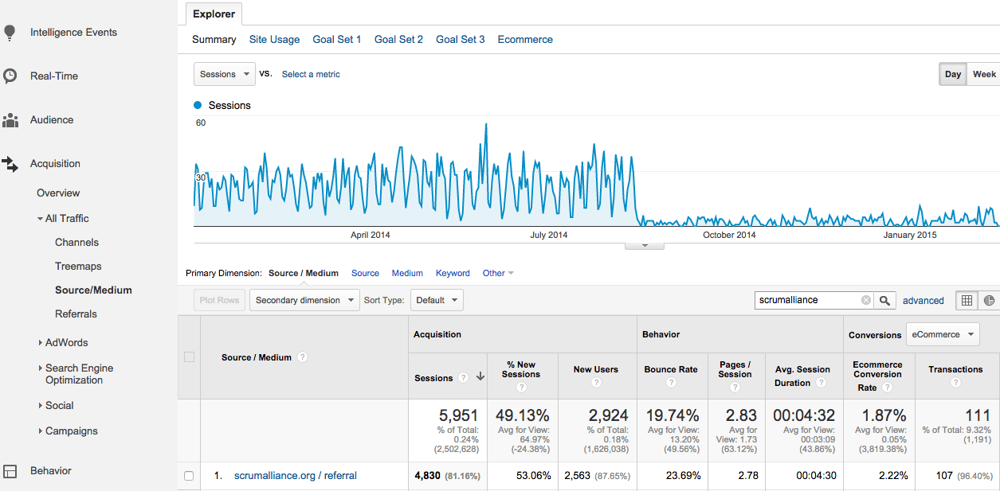 Explorer
Intelligence Events
Real-Time
Audience
Acquisition
Overview
All Traffic
Channels
Treemaps
Source/Medium
Referrals
AdWords
Search Engine
Optimization
Social
Campaigns
Behavior
Summary Site Usage Goal Set 1 Goal Set 2 Goal Set 3 Ecommerce
Sessions VS. Select a metric Day Week
Sessions
60
30
April 2014 July 2014 October 2014 January 2015
Primary Dimension: Source / Medium Source Medium Keyword Other
Plot Rows Secondary dimension Sort Type: Default scrumalliance advanced
Source / Medium ?
Acquisition
Behavior
Conversions eCommerce
Sessions ?
% New
Sessions
?
New Users
?
Bounce Rate
?
Pages /
Session
?
Avg. Session
Duration ?
Ecommerce
Conversion
Rate ?
Transactions
?
5,951
% of Total:
0.24%
(2,502,628)
49.13%
Avg for View:
64.97%
(-24.38%)
2,924
% of Total:
0.18%
(1,626,038)
19.74%
Avg for View:
13.20%
(49.56%)
2.83
Avg for
View: 1.73
(63.12%)
00:04:32
Avg for View:
00:03:09
(43.86%)
1.87%
Avg for View:
0.05%
(3,819.38%)
111
% of Total: 9.32%
(1,191)
1. scrumalliance.org / referral 4,830 (81.16%) 53.06% 2,563 (87.65%) 23.69% 2.78 00:04:30 2.22% 107 (96.40%)